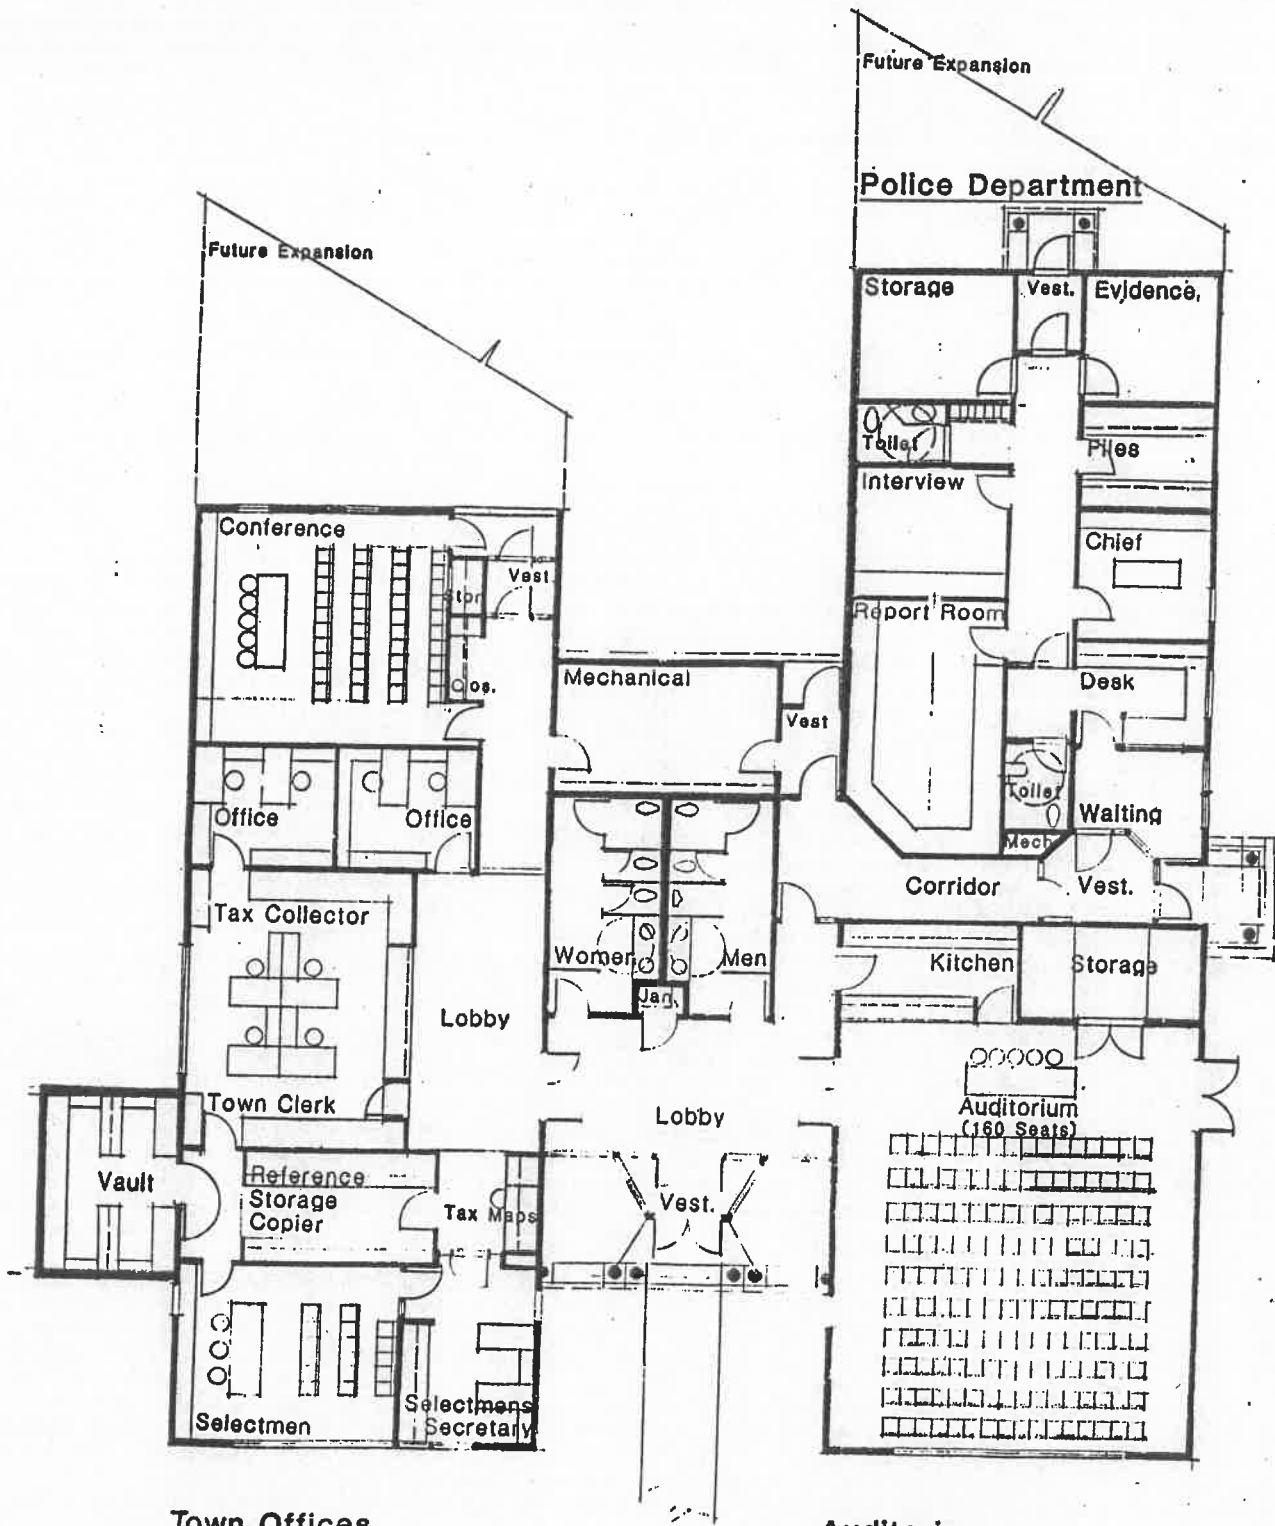 Future Expansion
Police Department
Future Expansion
Storage
Vest.
Evidence
Toilet
Files
Interview
Conference
Chief
Vest.
Stor
Report Room
Mechanical
Desk
Vest
Office
Office
Toilet
Waiting
Mech
Corridor
Vest.
Tax Collector
Women
Men
Kitchen
Storage
Jan
Lobby
Town Clerk
Lobby
Auditorium
(160 Seats)
Vault
Reference
Storage
Copier
Tax Maps
Vest.
Selectmen
Selectmens
Secretary
Town Offices